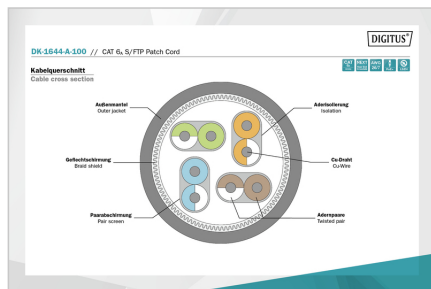 DIGITUS®
DK-1644-A-100 // CAT 6A S/FTP Patch Cord
Kabelquerschnitt
Cable cross section
Außenmantel
Outer jacket
Aderisolierung
Isolation
Geflechtschirmung
Braid shield
Cu-Draht
Cu-Wire
Paarabschirmung
Pair screen
Adernpaare
Twisted pair